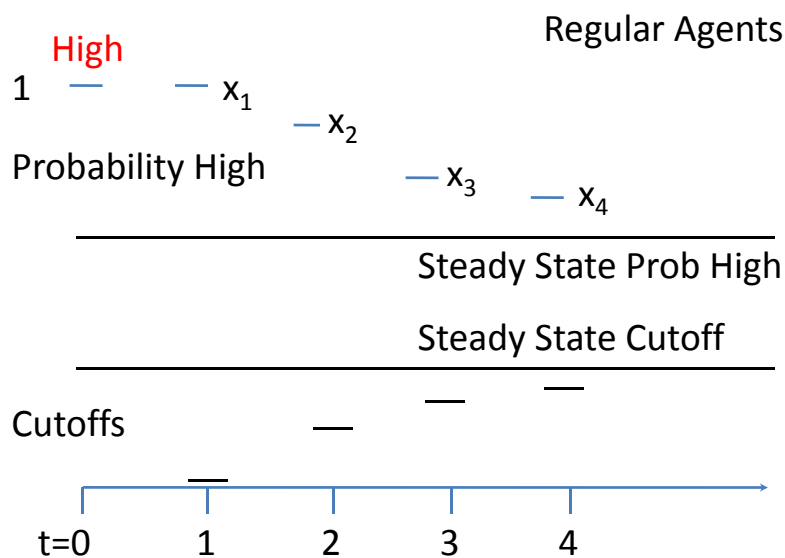 Regular Agents
High
1
x₁
x₂
Probability High
x₃
x₄
Steady State Prob High
Steady State Cutoff
Cutoffs
t=0 1 2 3 4